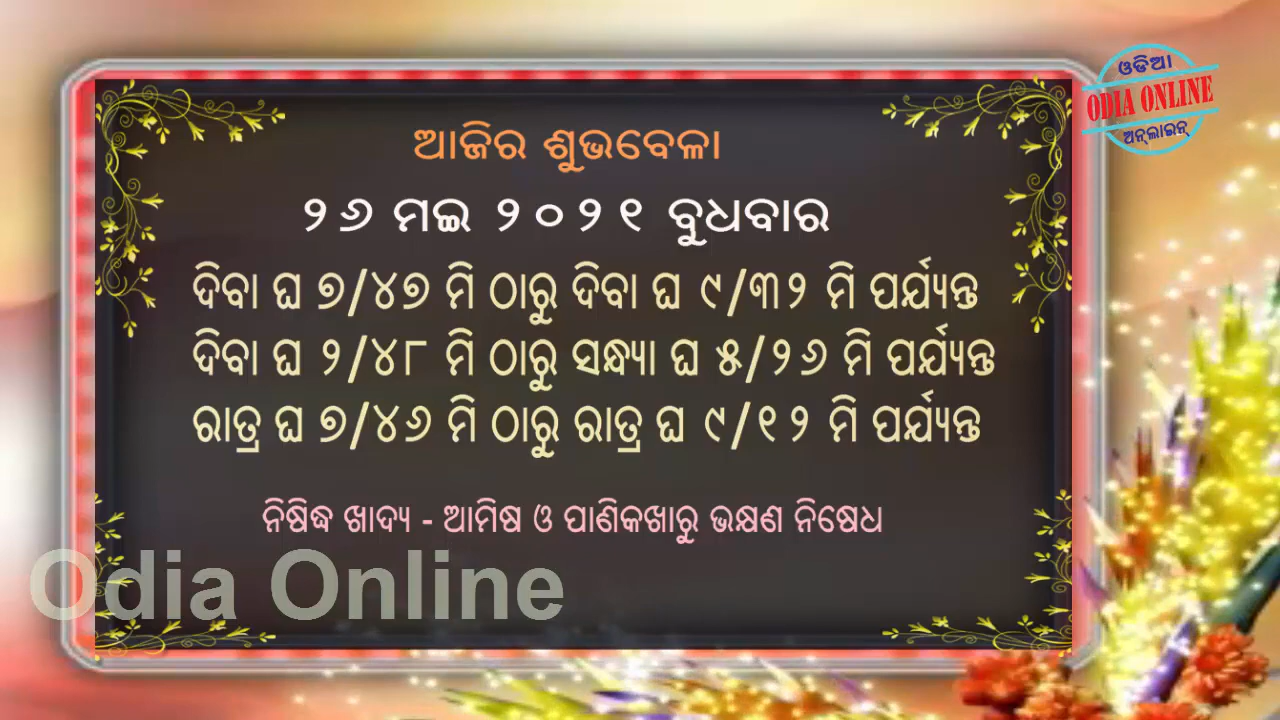 ଓଡିଆ
ODIA ONLINE
ଅନ୍‌ଲାଇନ୍
ଆଜିର ଶୁଭବେଳା
୨୬ ମଇ ୨୦୨୧ ବୁଧବାର
ଦିବା ଘ ୭/୪୭ ମି ଠାରୁ ଦିବା ଘ ୯/୩୨ ମି ପର୍ଯ୍ୟନ୍ତ
ଦିବା ଘ ୨/୪୮ ମି ଠାରୁ ସନ୍ଧ୍ୟା ଘ ୫/୨୬ ମି ପର୍ଯ୍ୟନ୍ତ
ରାତ୍ର ଘ ୭/୪୬ ମି ଠାରୁ ରାତ୍ର ଘ ୯/୧୨ ମି ପର୍ଯ୍ୟନ୍ତ
ନିଷିଦ୍ଧ ଖାଦ୍ୟ - ଆମିଷ ଓ ପାଣିକଖାରୁ ଭକ୍ଷଣ ନିଷେଧ
Odia Online